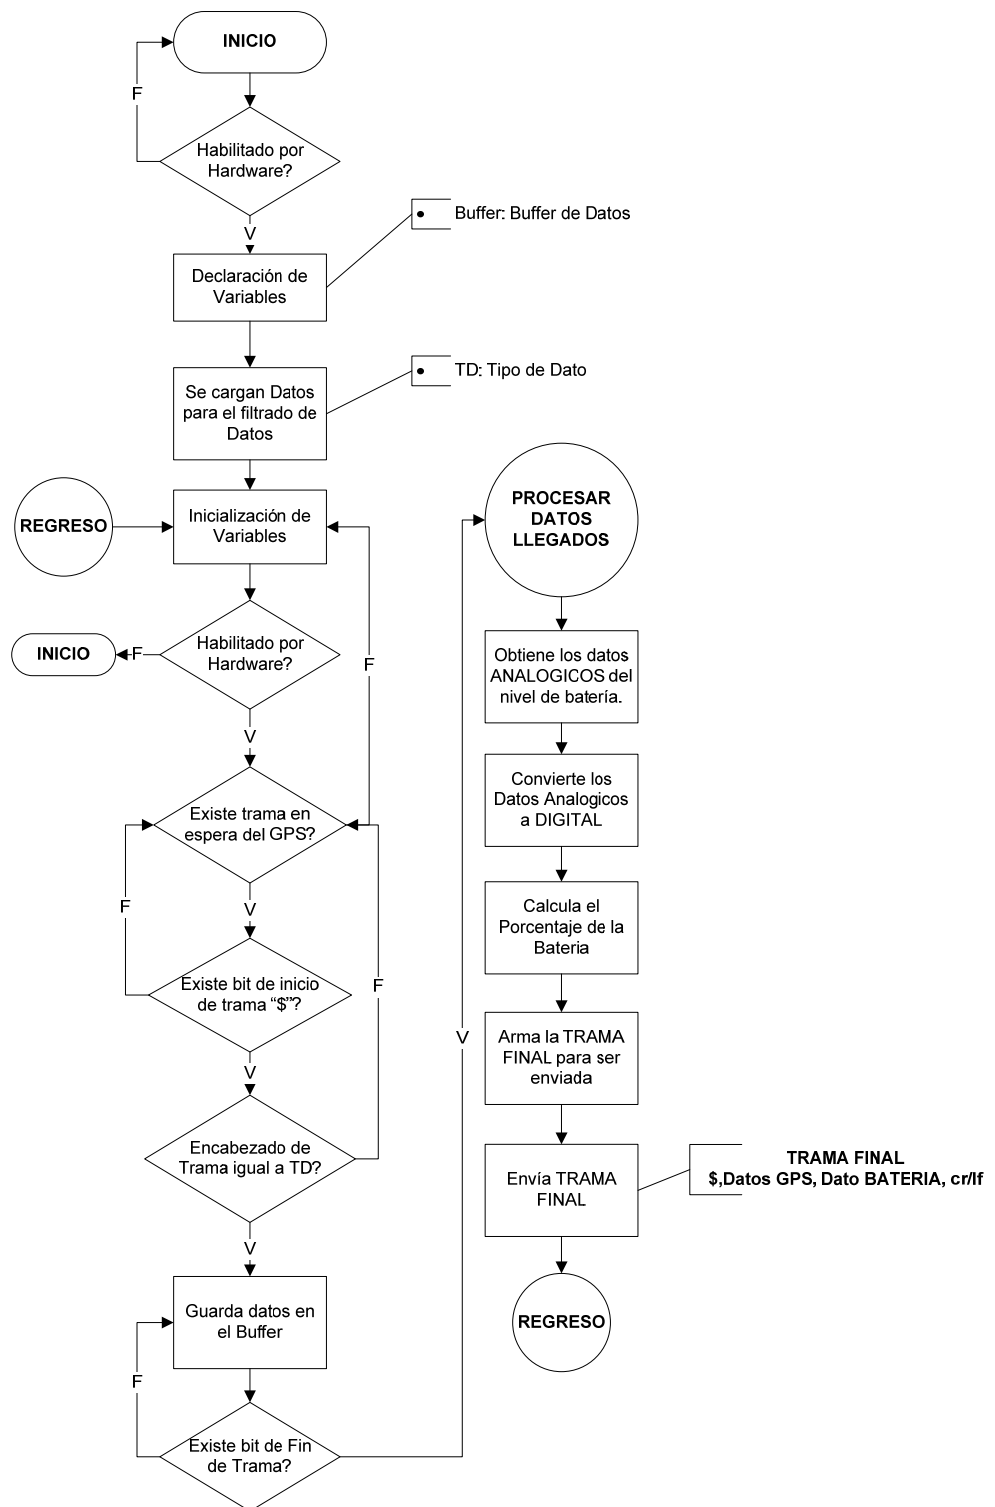 INICIO
F
Habilitado por
Hardware?
V
Buffer: Buffer de Datos
Declaración de
Variables
TD: Tipo de Dato
Se cargan Datos
para el filtrado de
Datos
REGRESO
Inicialización de
Variables
Habilitado por
Hardware?
INICIO
F
F
V
Existe trama en
espera del GPS?
F
V
Existe bit de inicio
de trama “$”?
F
V
Encabezado de
Trama igual a TD?
V
Guarda datos en
el Buffer
F
Existe bit de Fin
de Trama?
V
PROCESAR
DATOS
LLEGADOS
Obtiene los datos
ANALOGICOS del
nivel de batería.
Convierte los
Datos Analogicos
a DIGITAL
Calcula el
Porcentaje de la
Bateria
Arma la TRAMA
FINAL para ser
enviada
Envía TRAMA
FINAL
TRAMA FINAL
$,Datos GPS, Dato BATERIA, cr/lf
REGRESO